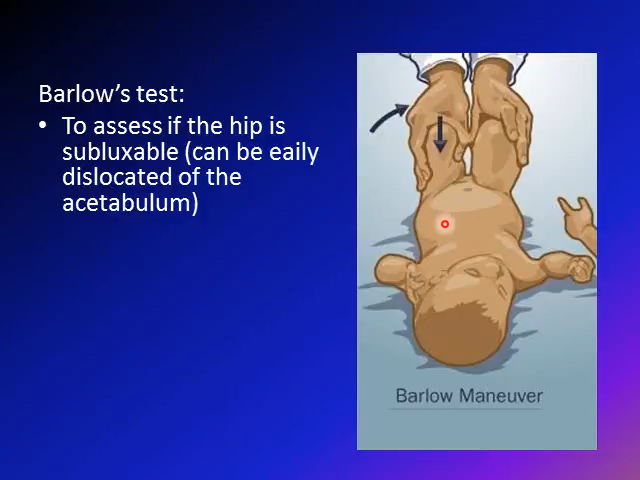 Barlow's test:
• To assess if the hip is
subluxable (can be eaily
dislocated of the
acetabulum)
Barlow Maneuver